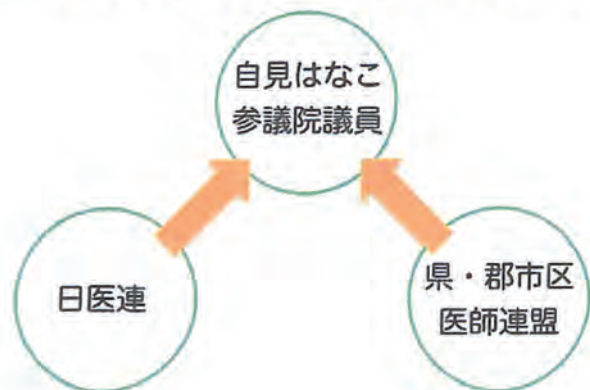 自見はなこ
参議院議員
日医連
県・郡市区
医師連盟